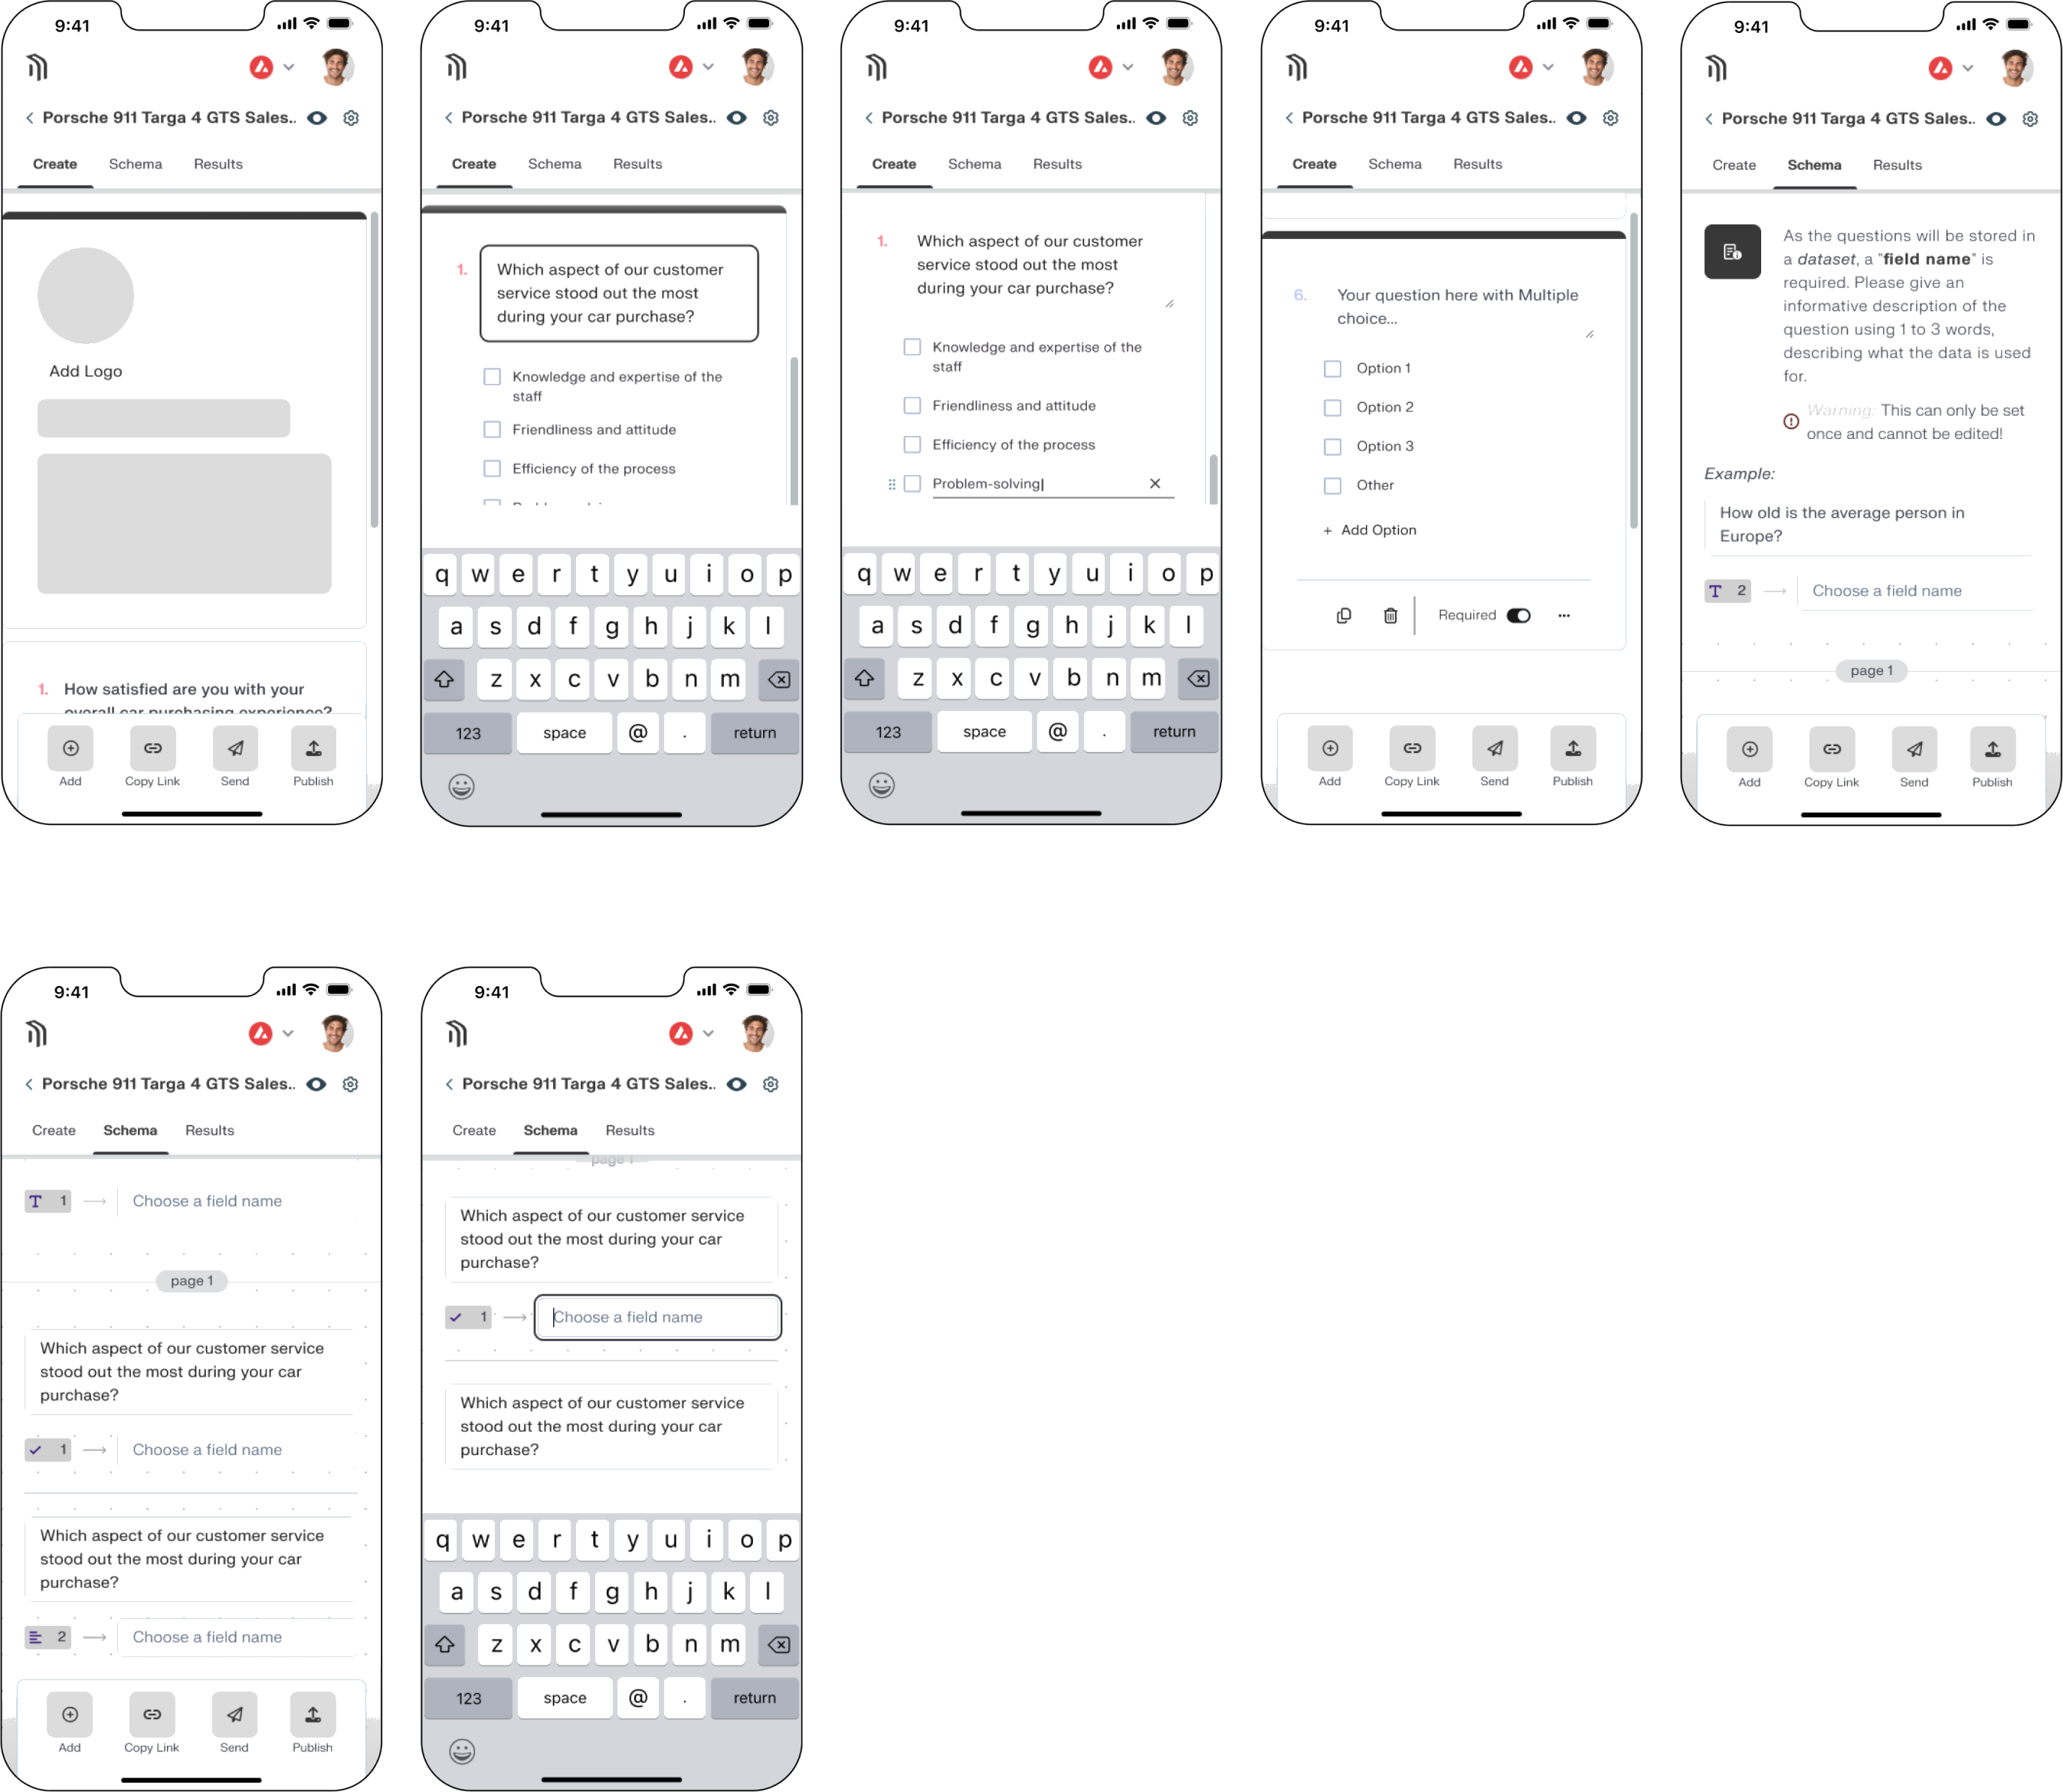 9:41
Porsche 911 Targa 4 GTS Sales..
Create Schema Results
Add Logo
1. How satisfied are you with your
overall car purchasing experience?
Add Copy Link Send Publish
9:41
Porsche 911 Targa 4 GTS Sales..
Create Schema Results
1. Which aspect of our customer
service stood out the most
during your car purchase?
Knowledge and expertise of the
staff
Friendliness and attitude
Efficiency of the process
q w e r t y u i o p
a s d f g h j k l
z x c v b n m
123 space @ . return
9:41
Porsche 911 Targa 4 GTS Sales..
Create Schema Results
1. Which aspect of our customer
service stood out the most
during your car purchase?
Knowledge and expertise of the
staff
Friendliness and attitude
Efficiency of the process
Problem-solving
q w e r t y u i o p
a s d f g h j k l
z x c v b n m
123 space @ . return
9:41
Porsche 911 Targa 4 GTS Sales..
Create Schema Results
6. Your question here with Multiple
choice...
Option 1
Option 2
Option 3
Other
+ Add Option
Required
Add Copy Link Send Publish
9:41
Porsche 911 Targa 4 GTS Sales..
Create Schema Results
As the questions will be stored in
a dataset, a "field name" is
required. Please give an
informative description of the
question using 1 to 3 words,
describing what the data is used
for.
Warning: This can only be set
once and cannot be edited!
Example:
How old is the average person in
Europe?
T 2 Choose a field name
page 1
Add Copy Link Send Publish
9:41
Porsche 911 Targa 4 GTS Sales..
Create Schema Results
T 1 Choose a field name
page 1
Which aspect of our customer service
stood out the most during your car
purchase?
1 Choose a field name
Which aspect of our customer service
stood out the most during your car
purchase?
2 Choose a field name
Add Copy Link Send Publish
9:41
Porsche 911 Targa 4 GTS Sales..
Create Schema Results
page 1
Which aspect of our customer service
stood out the most during your car
purchase?
1 Choose a field name
Which aspect of our customer service
stood out the most during your car
purchase?
q w e r t y u i o p
a s d f g h j k l
z x c v b n m
123 space @ . return